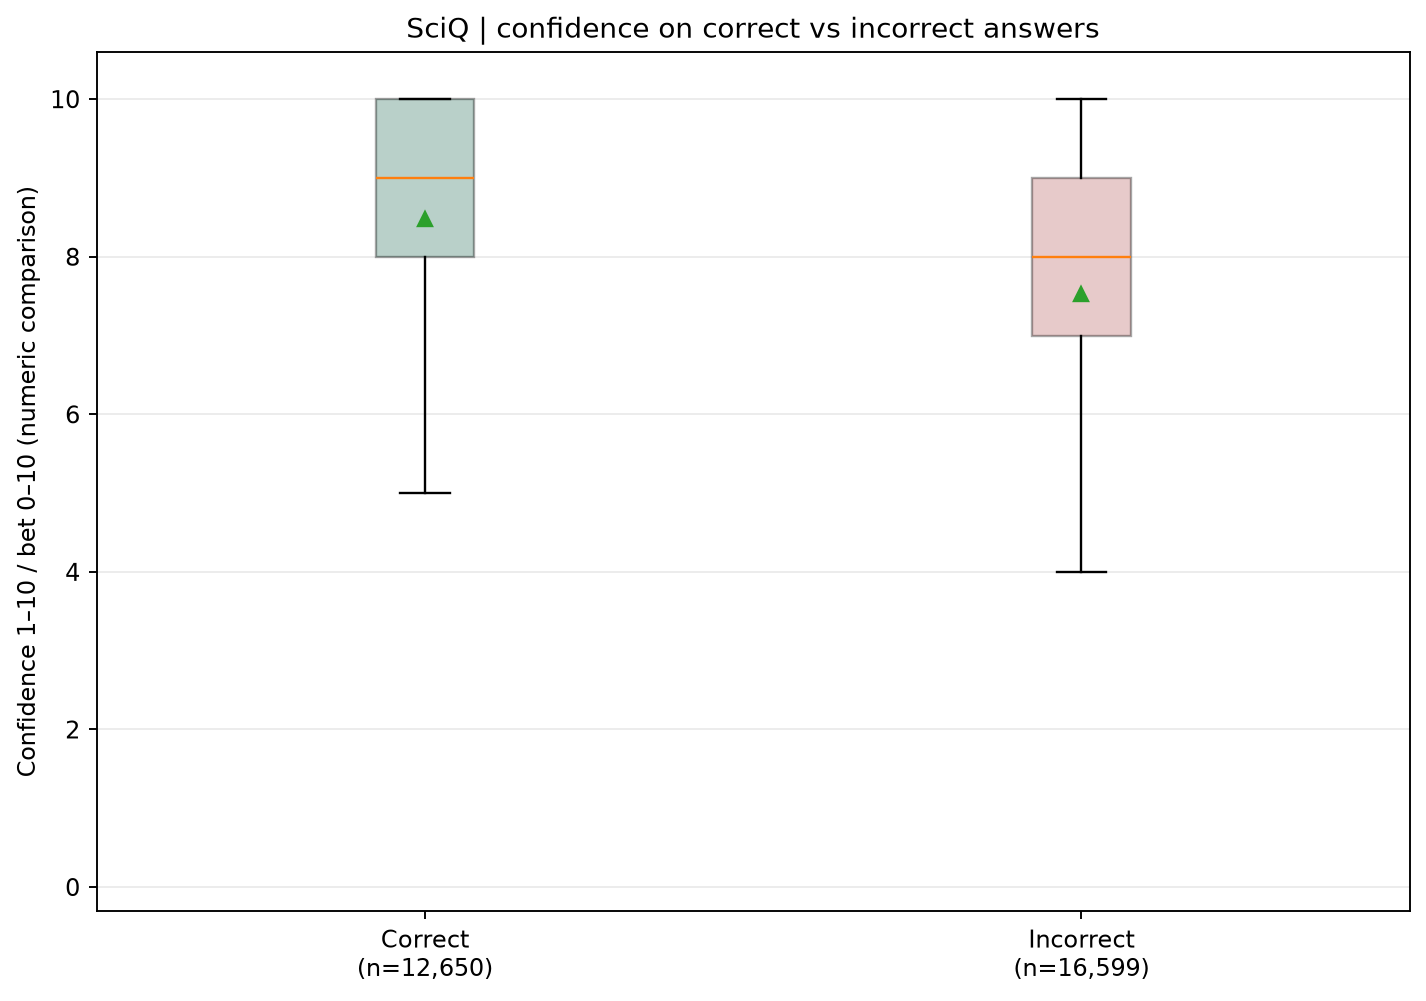 SciQ | confidence on correct vs incorrect answers
Confidence 1–10 / bet 0–10 (numeric comparison)
10
8
6
4
2
0
Correct
(n=12,650)
Incorrect
(n=16,599)